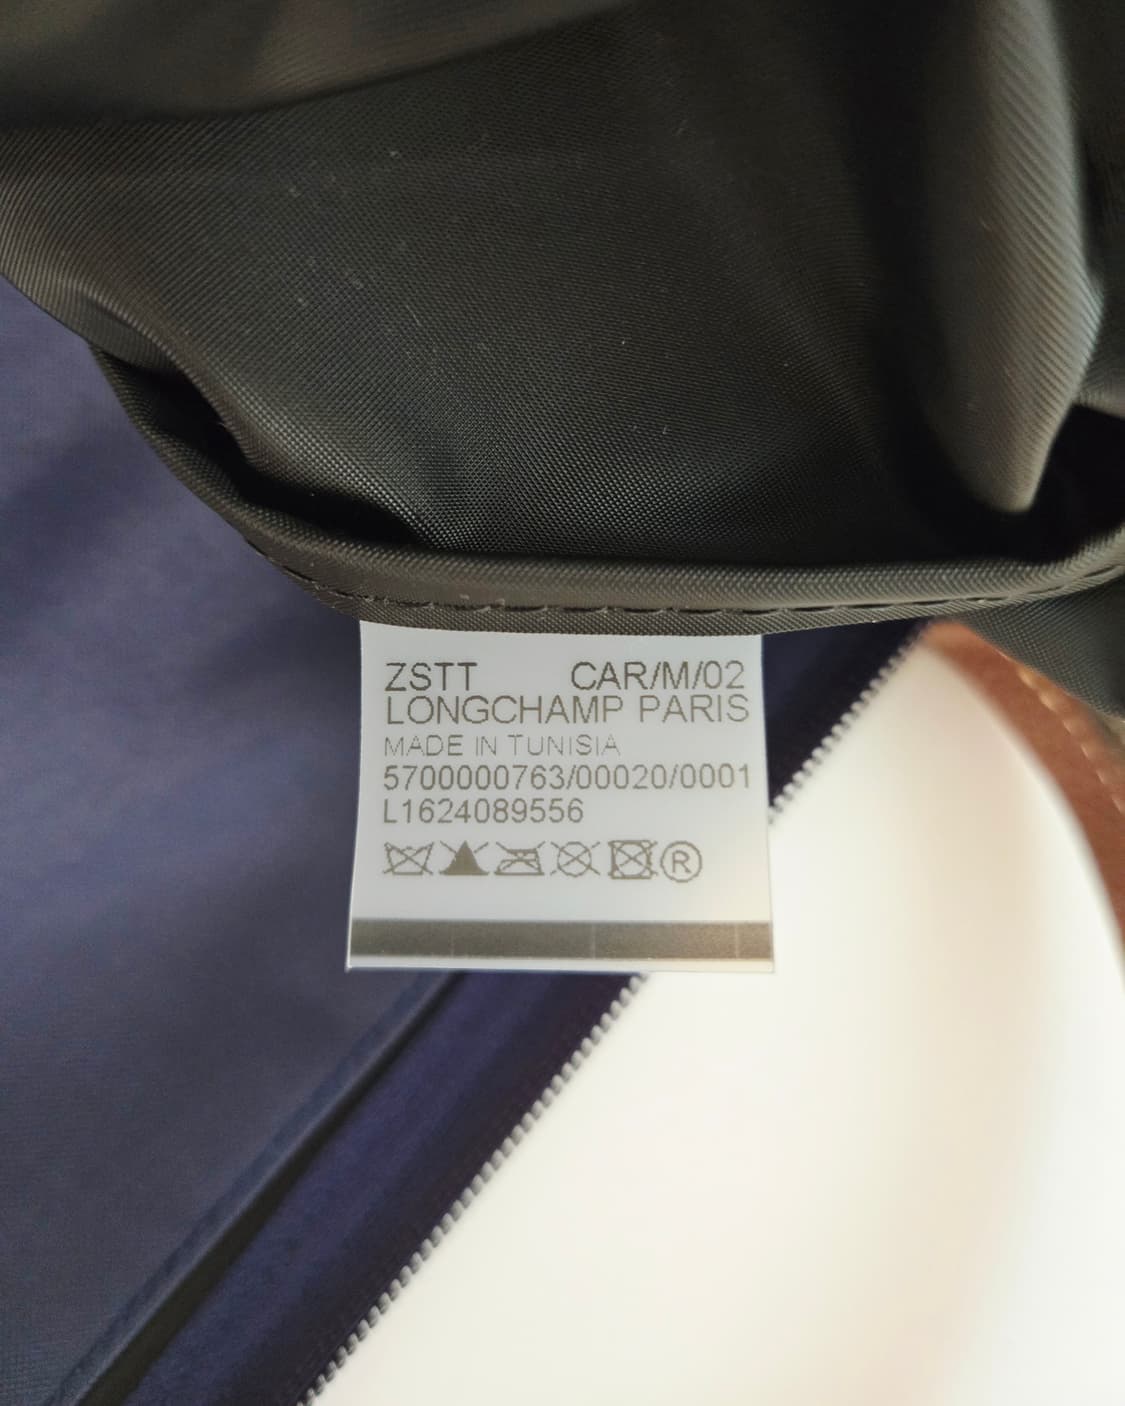 ZSTT CAR/M/02
LONGCHAMP PARIS
MADE IN TUNISIA
5700000763/00020/0001
L1624089556
R